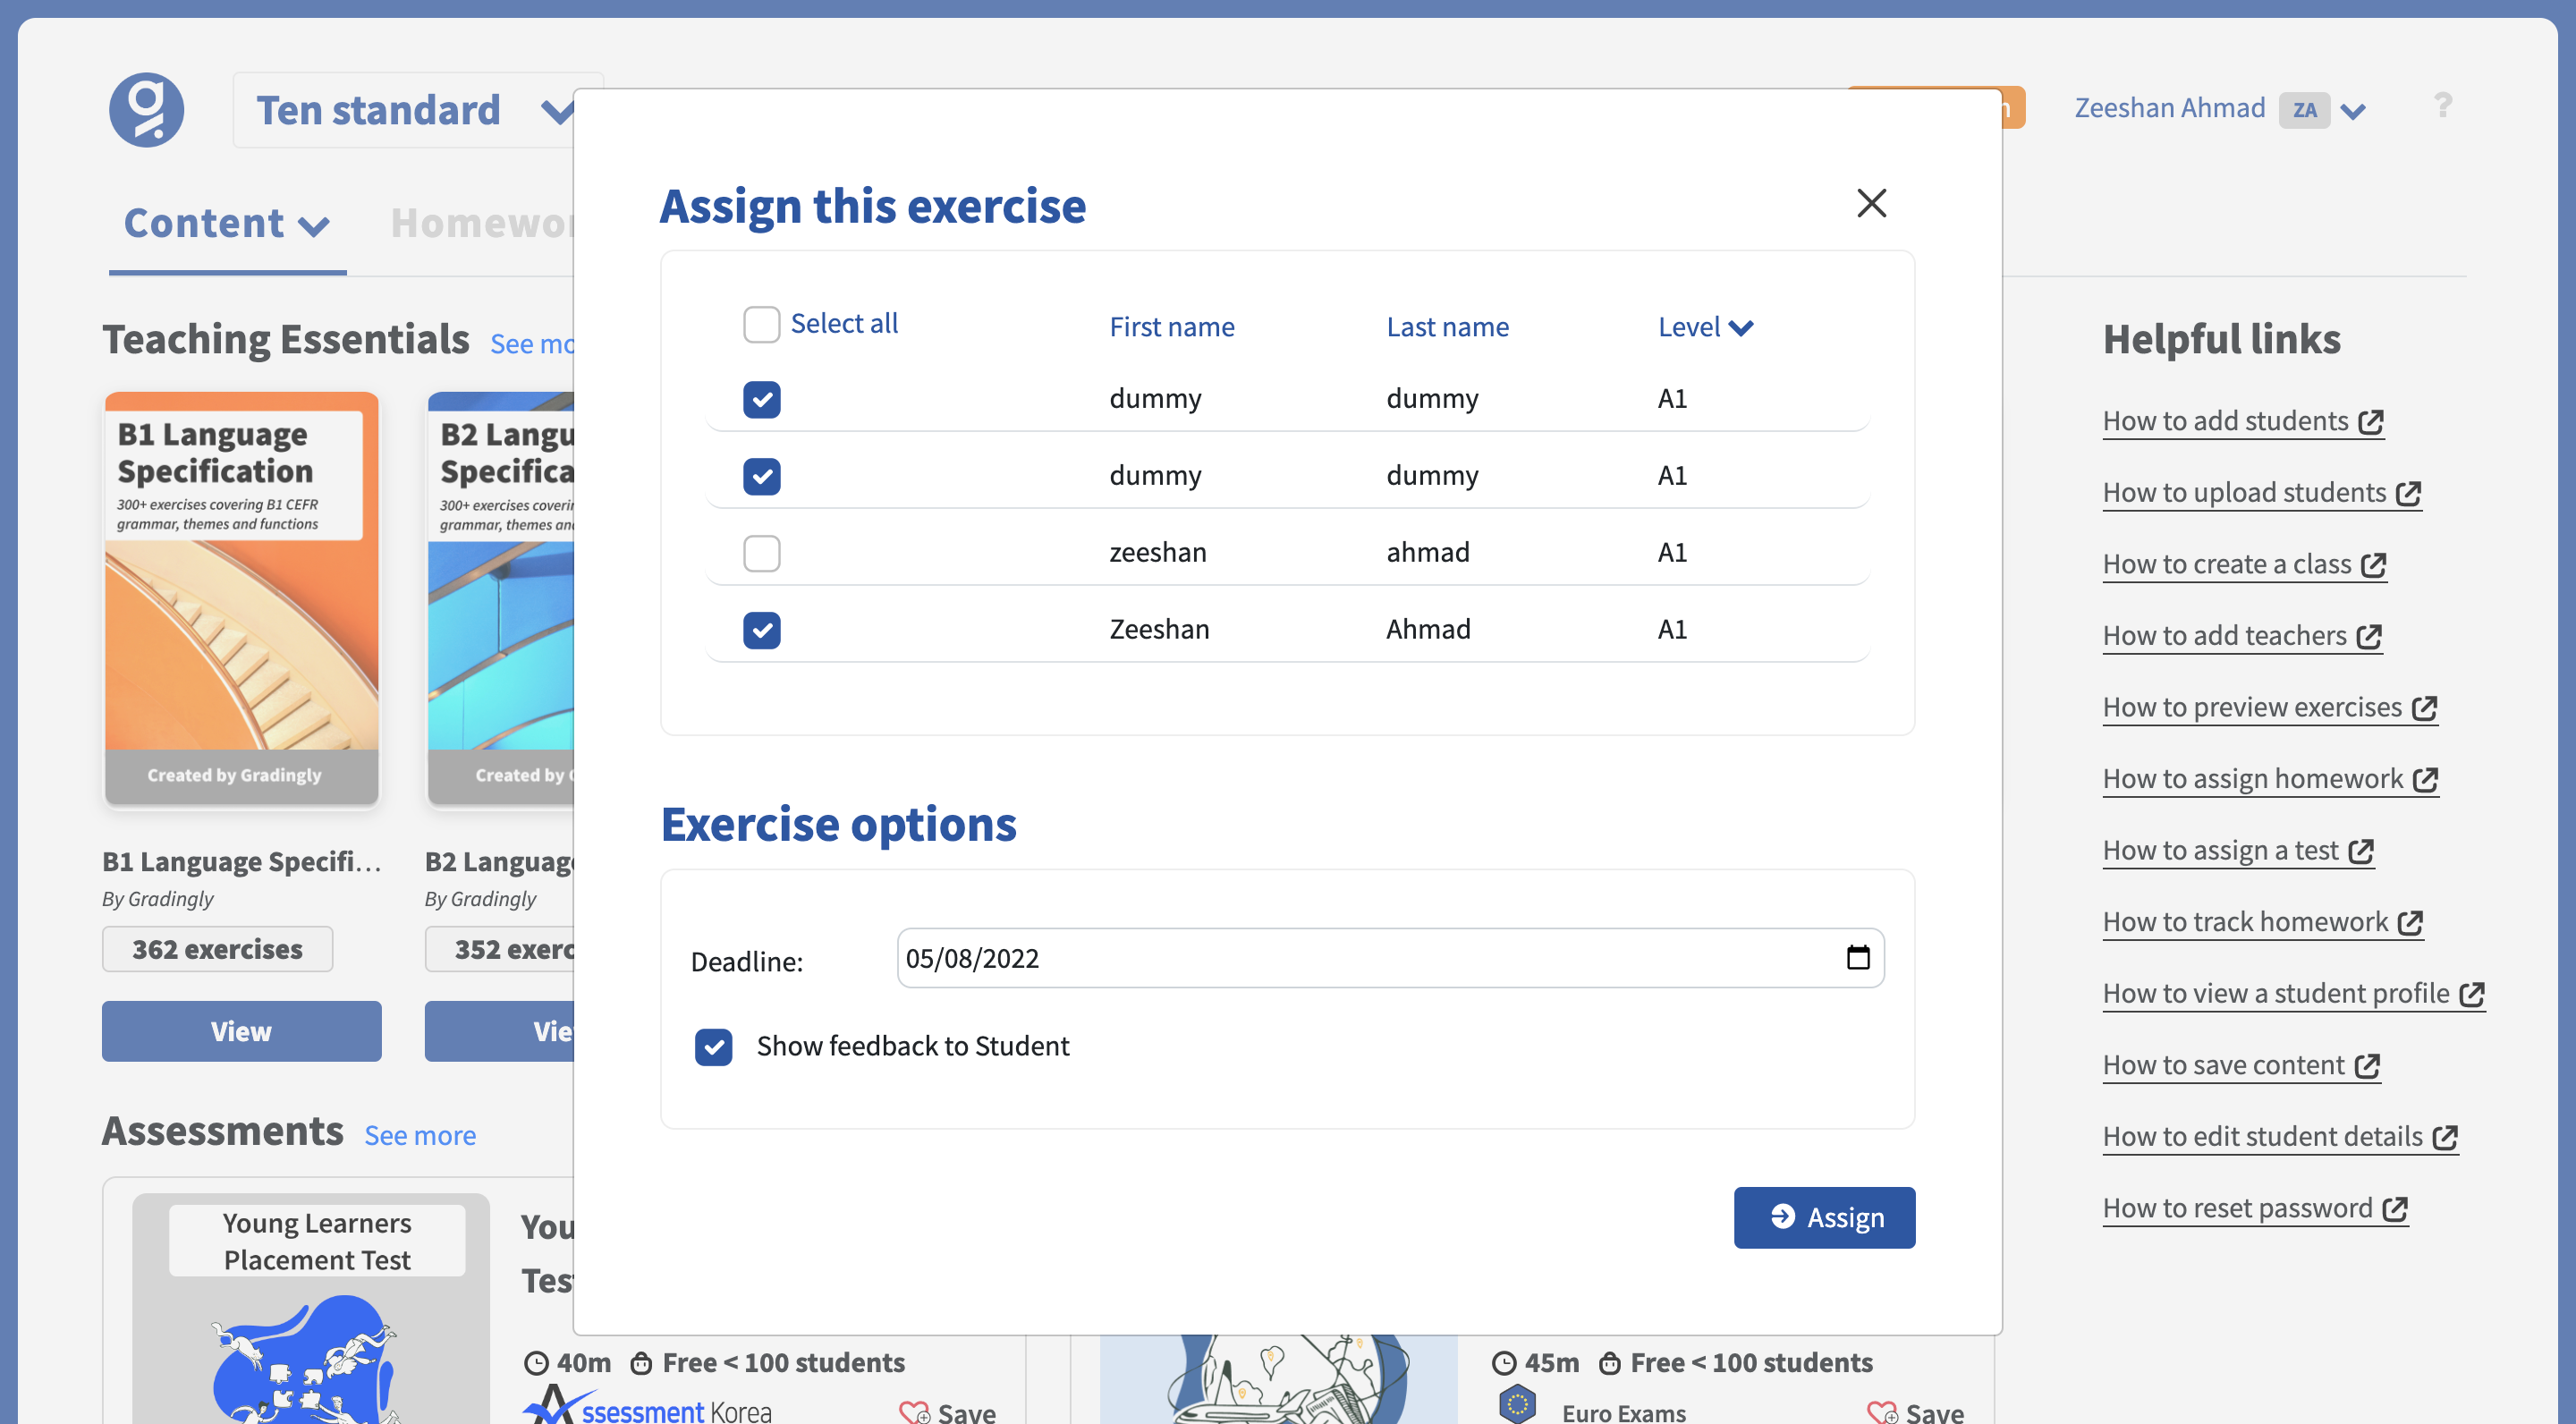 Ten standard
Zeeshan Ahmad ZA
?
Content
Homewor
Teaching Essentials See mo
B1 Language
Specification
300+ exercises covering B1 CEFR
grammar, themes and functions
Created by Gradingly
B1 Language Specifi...
By Gradingly
362 exercises
View
B2 Langu
Specifica
300+ exercises coverin
grammar, themes and
Created by G
B2 Language
By Gradingly
352 exerc
Vie
Assessments See more
Young Learners
Placement Test
You
Test
40m Free < 100 students
Assessment Korea
Save
45m Free < 100 students
Euro Exams
Save
Assign this exercise
Select all First name Last name Level
dummy dummy A1
dummy dummy A1
zeeshan ahmad A1
Zeeshan Ahmad A1
Exercise options
Deadline: 05/08/2022
Show feedback to Student
Assign
Helpful links
How to add students
How to upload students
How to create a class
How to add teachers
How to preview exercises
How to assign homework
How to assign a test
How to track homework
How to view a student profile
How to save content
How to edit student details
How to reset password